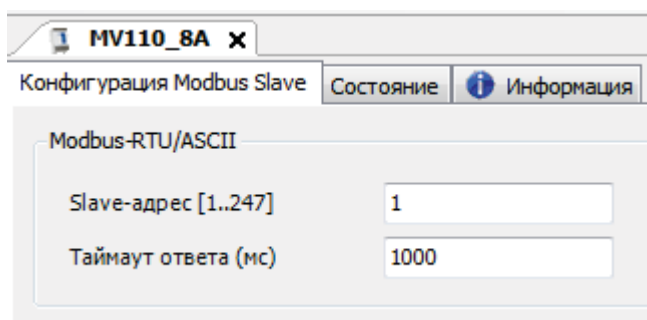 MV110_8A x
Конфигурация Modbus Slave Состояние Информация
Modbus-RTU/ASCII
Slave-адрес [1..247] 1
Таймаут ответа (мс) 1000